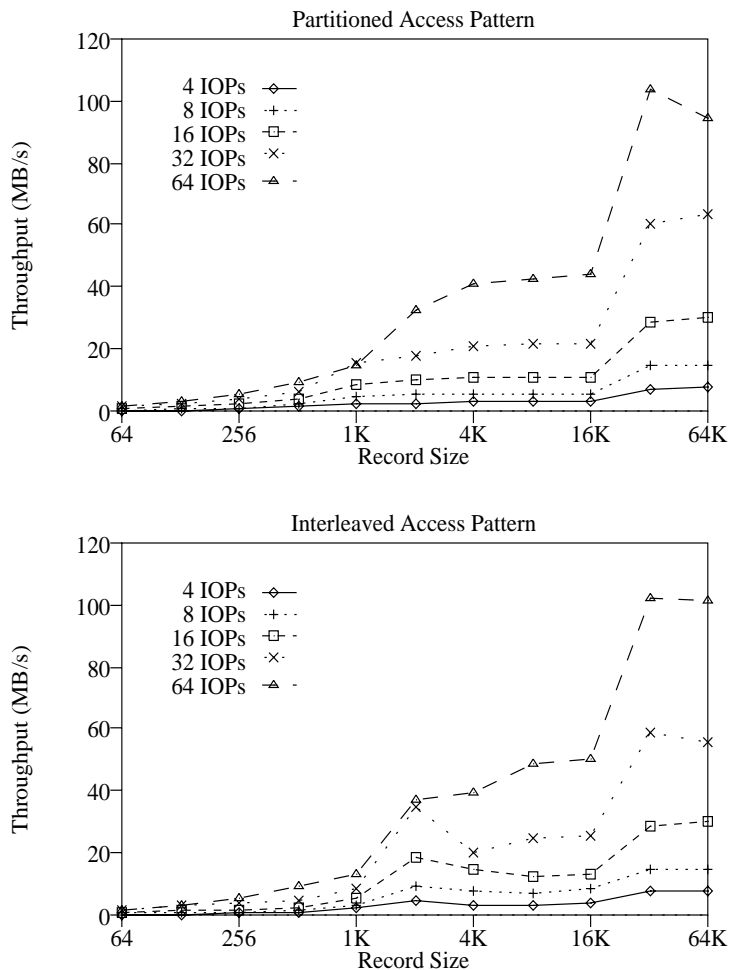 Partitioned Access Pattern
120
100
80
60
40
20
0
Throughput (MB/s)
4 IOPs
8 IOPs
16 IOPs
32 IOPs
64 IOPs
64 256 1K 4K 16K 64K
Record Size
Interleaved Access Pattern
120
100
80
60
40
20
0
Throughput (MB/s)
4 IOPs
8 IOPs
16 IOPs
32 IOPs
64 IOPs
64 256 1K 4K 16K 64K
Record Size